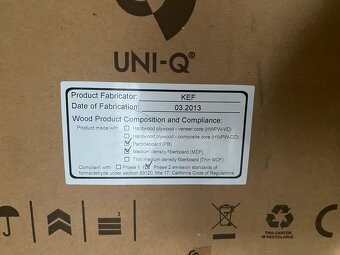 UNI-Q®
Product Fabricator: KEF
Date of Fabrication: 03.2013
Wood Product Composition and Compliance:
Product made with: Hardwood plywood - veneer core (HWPW-VC)
Hardwood plywood - composite core (HWPW-CC)
Particleboard (PB)
Medium density fiberboard (MDF)
Thin medium density fiberboard (Thin MDF)
Compliant with Phase 1 Phase 2 emission standards of
formaldehyde under section 93120, title 17, California Code of Regulations
3